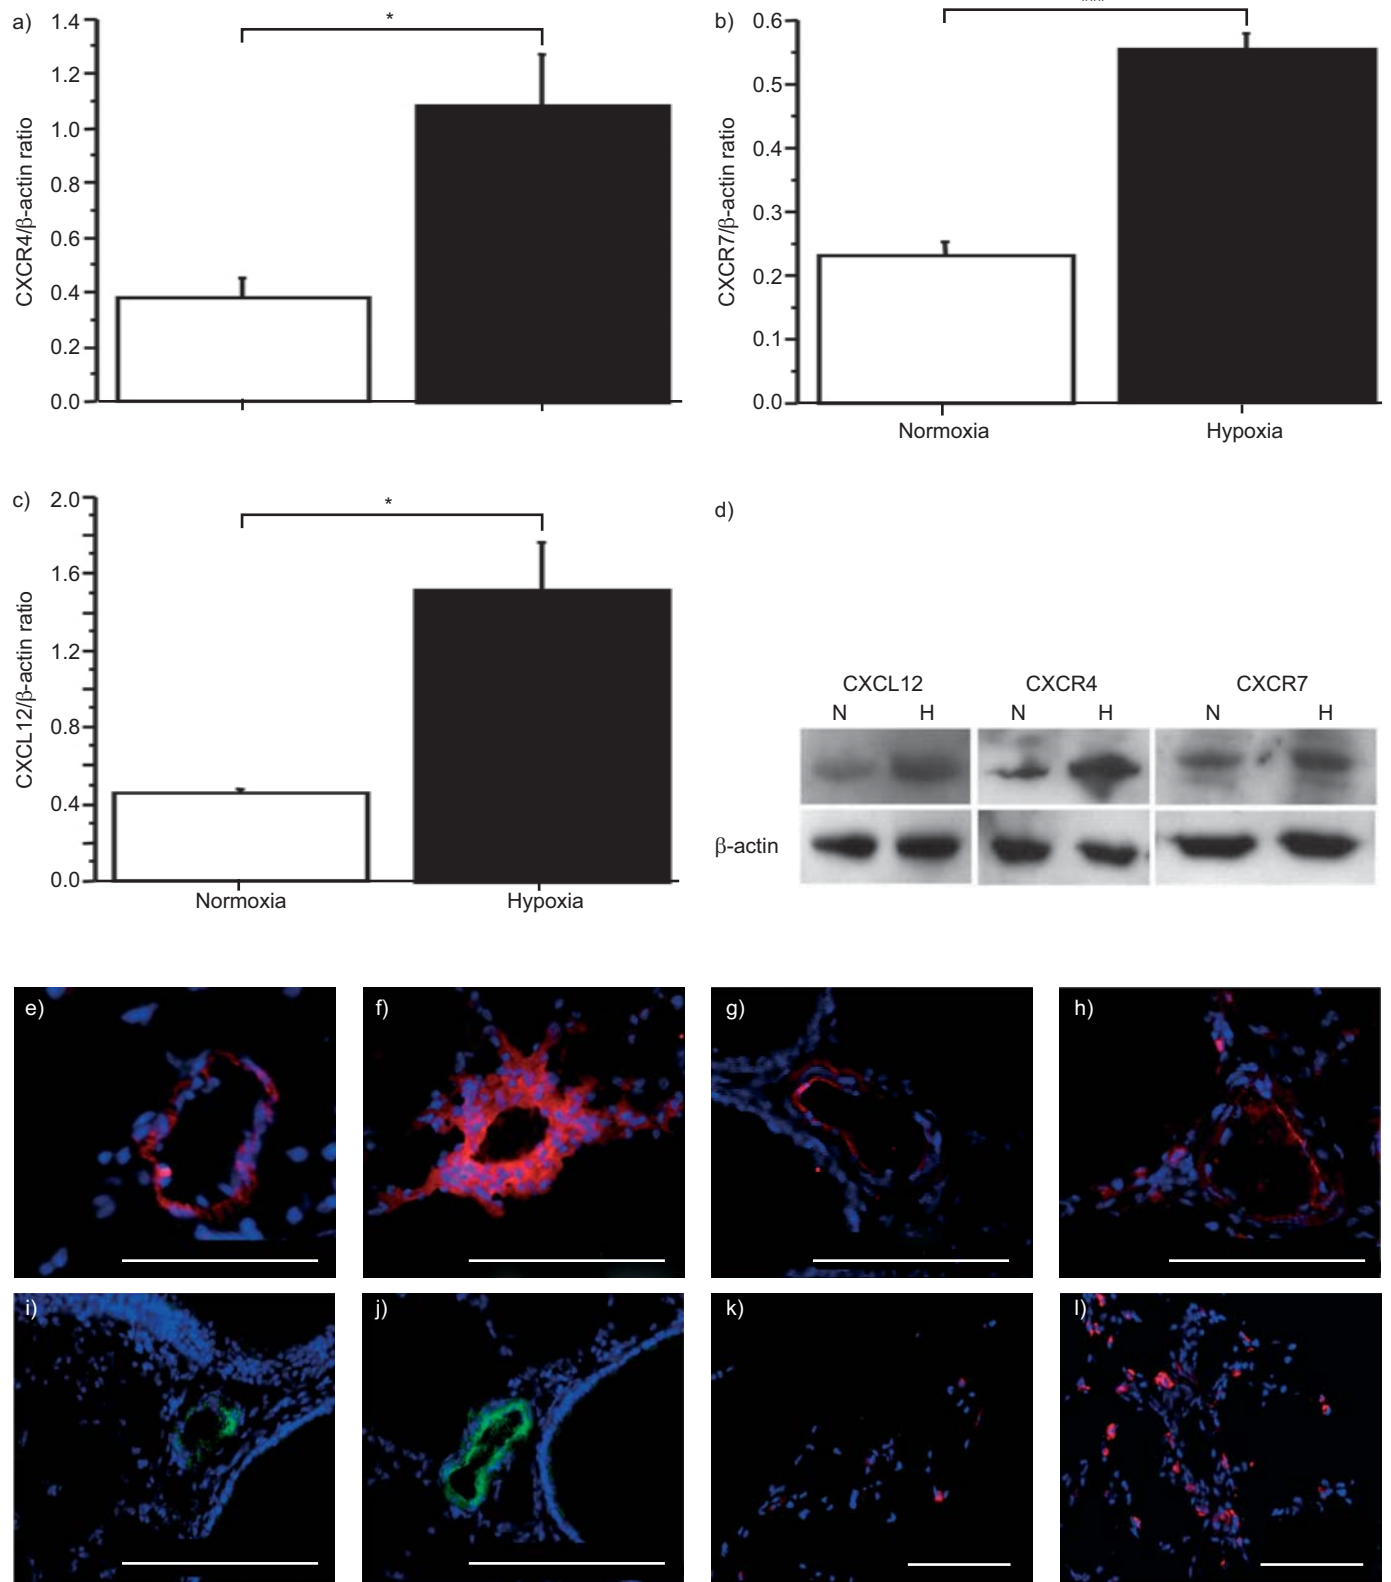 a)
1.4
1.2
1.0
0.8
0.6
0.4
0.2
0.0
CXCR4/β-actin ratio
*
b)
0.6
0.5
0.4
0.3
0.2
0.1
0.0
CXCR7/β-actin ratio
Normoxia Hypoxia
c)
2.0
1.6
1.2
0.8
0.4
0.0
CXCL12/β-actin ratio
*
Normoxia Hypoxia
d)
CXCL12 CXCR4 CXCR7
N H N H N H
β-actin
e) f) g) h)
i) j) k) l)